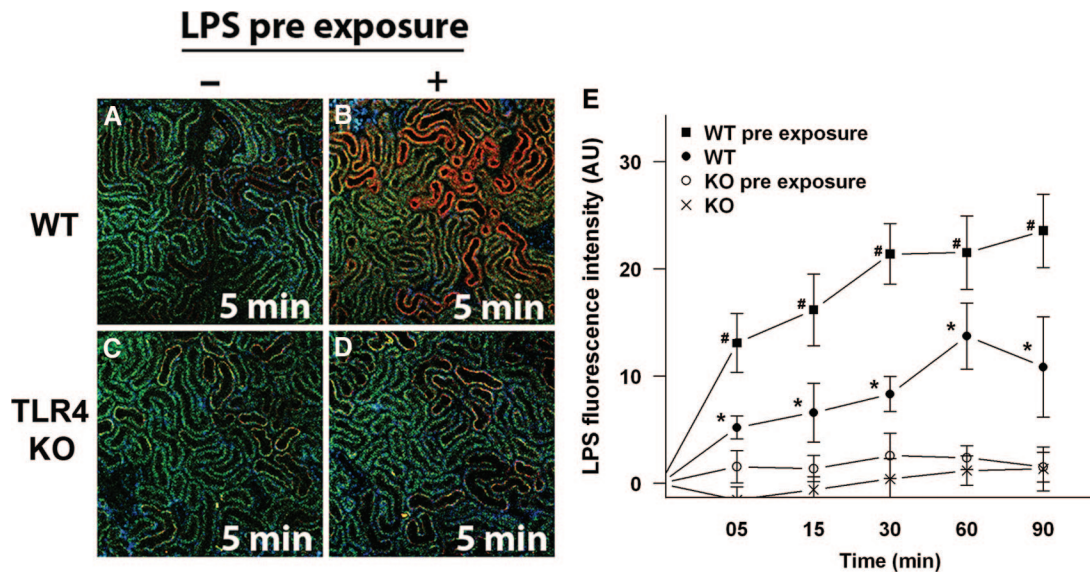 LPS pre exposure
– +
A B
WT
5 min 5 min
C D
TLR4
KO
5 min 5 min
E
LPS fluorescence intensity (AU)
WT pre exposure
WT
KO pre exposure
KO
30
20
10
0
# # # # #
* * * * *
05 15 30 60 90
Time (min)